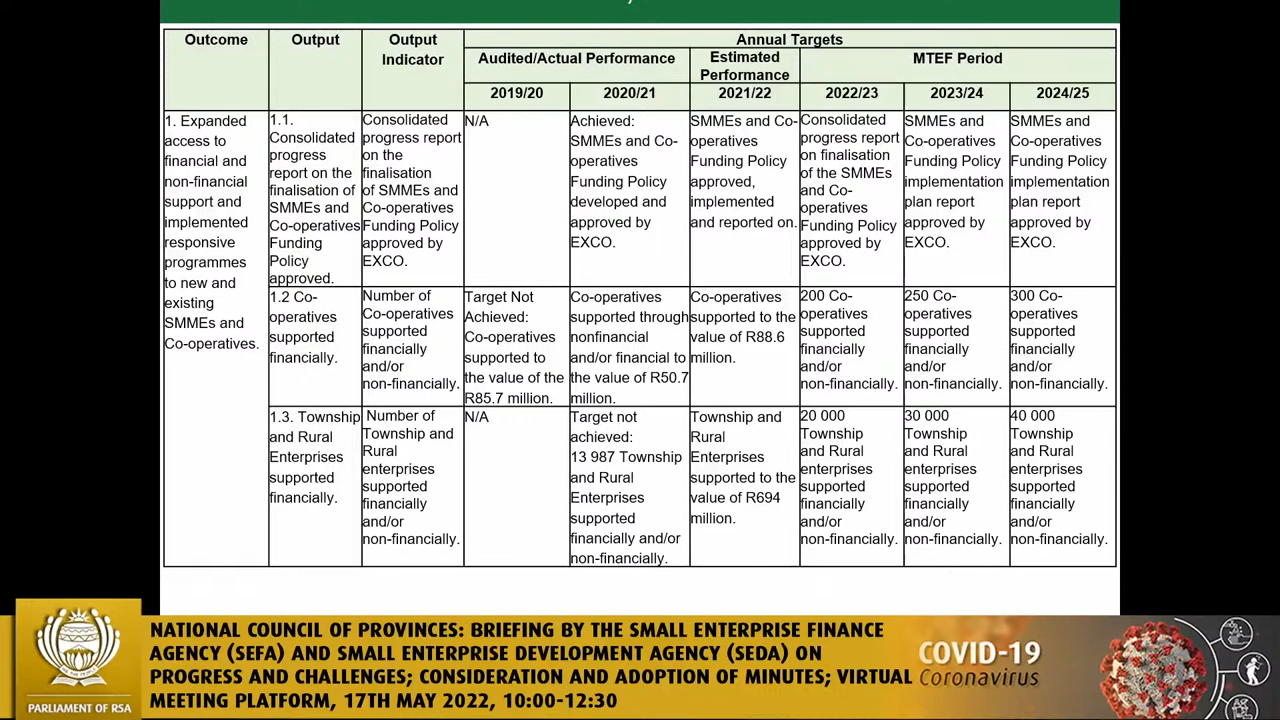 Outcome
Output
Output
Indicator
Annual Targets
Audited/Actual Performance
Estimated
Performance
MTEF Period
2019/20
2020/21
2021/22
2022/23
2023/24
2024/25
1. Expanded
access to
financial and
non-financial
support and
implemented
responsive
programmes
to new and
existing
SMMEs and
Co-operatives.
1.1.
Consolidated
progress
report on the
finalisation of
SMMEs and
Co-operatives
Funding
Policy
approved.
Consolidated
progress report
on the
finalisation
of SMMEs and
Co-operatives
Funding Policy
approved by
EXCO.
N/A
Achieved:
SMMEs and Co-
operatives
Funding Policy
developed and
approved by
EXCO.
SMMEs and Co-
operatives
Funding Policy
approved,
implemented
and reported on.
Consolidated
progress report
on finalisation
of the SMMEs
and Co-
operatives
Funding Policy
approved by
EXCO.
SMMEs and
Co-operatives
Funding Policy
implementation
plan report
approved by
EXCO.
SMMEs and
Co-operatives
Funding Policy
implementation
plan report
approved by
EXCO.
1.2 Co-
operatives
supported
financially.
Number of
Co-operatives
supported
financially
and/or
non-financially.
Target Not
Achieved:
Co-operatives
supported to
the value of the
R85.7 million.
Co-operatives
supported through
nonfinancial
and/or financial to
the value of R50.7
million.
Co-operatives
supported to the
value of R88.6
million.
200 Co-
operatives
supported
financially
and/or
non-financially.
250 Co-
operatives
supported
financially
and/or
non-financially.
300 Co-
operatives
supported
financially
and/or
non-financially.
1.3. Township
and Rural
Enterprises
supported
financially.
Number of
Township and
Rural
enterprises
supported
financially
and/or
non-financially.
N/A
Target not
achieved:
13 987 Township
and Rural
Enterprises
supported
financially and/or
non-financially.
Township and
Rural
Enterprises
supported to the
value of R694
million.
20 000
Township
and Rural
enterprises
supported
financially
and/or
non-financially.
30 000
Township
and Rural
enterprises
supported
financially
and/or
non-financially.
40 000
Township
and Rural
enterprises
supported
financially
and/or
non-financially.
PARLIAMENT OF RSA
NATIONAL COUNCIL OF PROVINCES: BRIEFING BY THE SMALL ENTERPRISE FINANCE
AGENCY (SEFA) AND SMALL ENTERPRISE DEVELOPMENT AGENCY (SEDA) ON
PROGRESS AND CHALLENGES; CONSIDERATION AND ADOPTION OF MINUTES; VIRTUAL
MEETING PLATFORM, 17TH MAY 2022, 10:00-12:30
COVID-19
Coronavirus